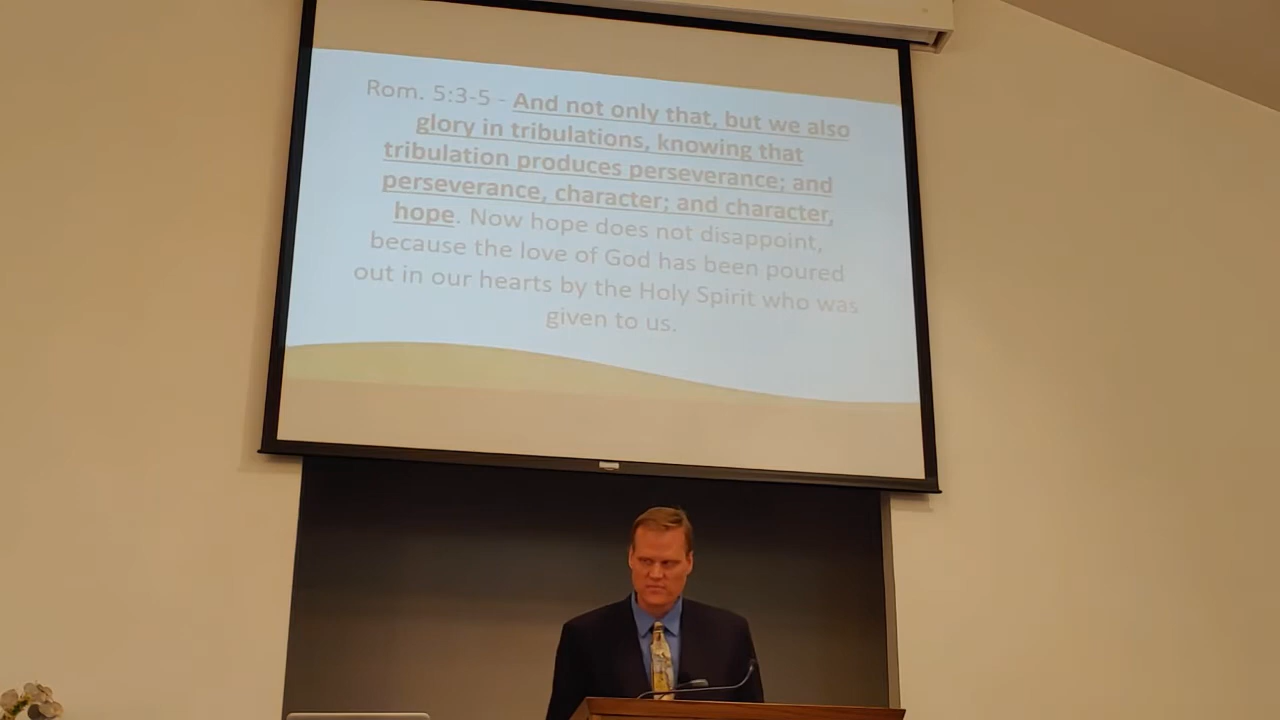 Rom. 5:3-5 - And not only that, but we also
glory in tribulations, knowing that
tribulation produces perseverance; and
perseverance, character; and character,
hope. Now hope does not disappoint,
because the love of God has been poured
out in our hearts by the Holy Spirit who was
given to us.